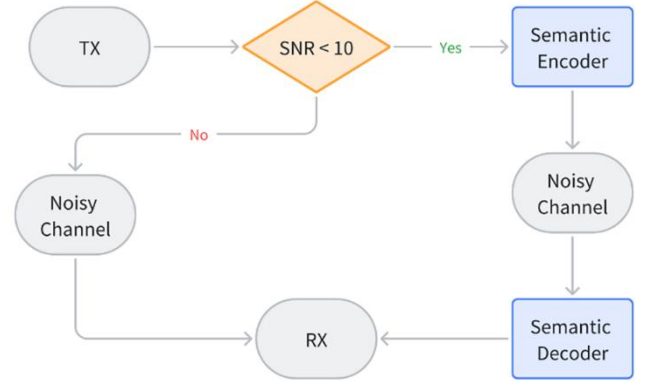 TX
SNR < 10
Yes
Semantic
Encoder
No
Noisy
Channel
Noisy
Channel
RX
Semantic
Decoder